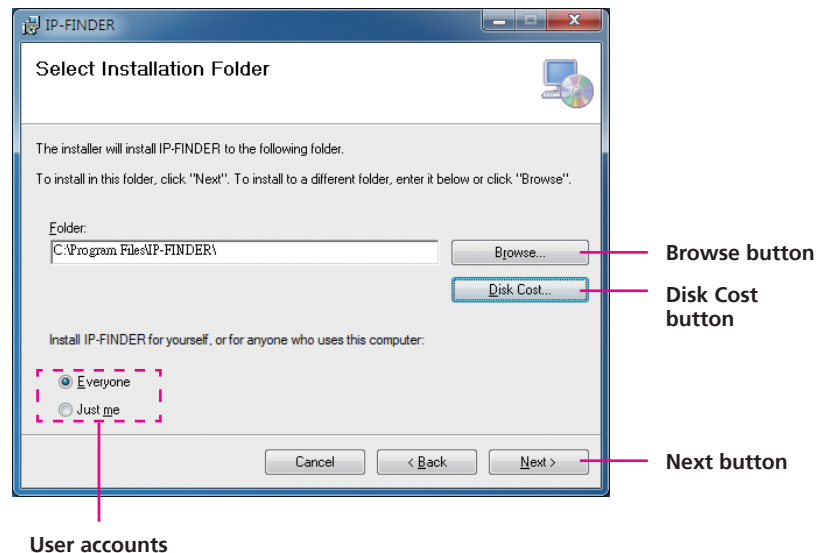 IP-FINDER
Select Installation Folder
The installer will install IP-FINDER to the following folder.
To install in this folder, click "Next". To install to a different folder, enter it below or click "Browse".
Folder:
C:\Program Files\IP-FINDER\
Browse...
Browse button
Disk Cost...
Disk Cost
button
Install IP-FINDER for yourself, or for anyone who uses this computer:
Everyone
Just me
Cancel
< Back
Next >
Next button
User accounts